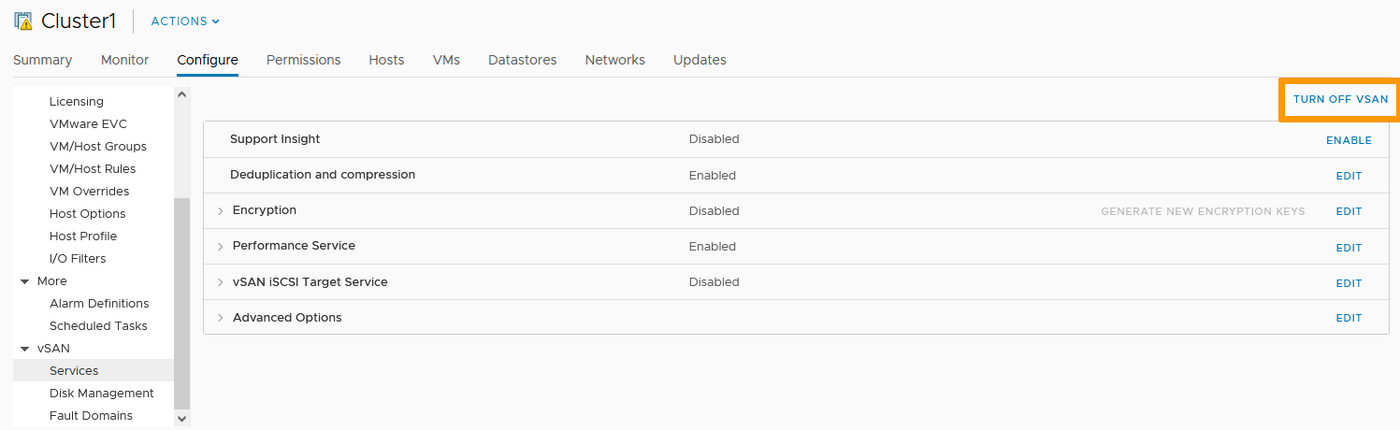 Cluster1 ACTIONS
Summary Monitor Configure Permissions Hosts VMs Datastores Networks Updates
Licensing
VMware EVC
VM/Host Groups
VM/Host Rules
VM Overrides
Host Options
Host Profile
I/O Filters
More
Alarm Definitions
Scheduled Tasks
vSAN
Services
Disk Management
Fault Domains
TURN OFF VSAN
Support Insight Disabled ENABLE
Deduplication and compression Enabled EDIT
Encryption Disabled GENERATE NEW ENCRYPTION KEYS EDIT
Performance Service Enabled EDIT
vSAN iSCSI Target Service Disabled EDIT
Advanced Options EDIT